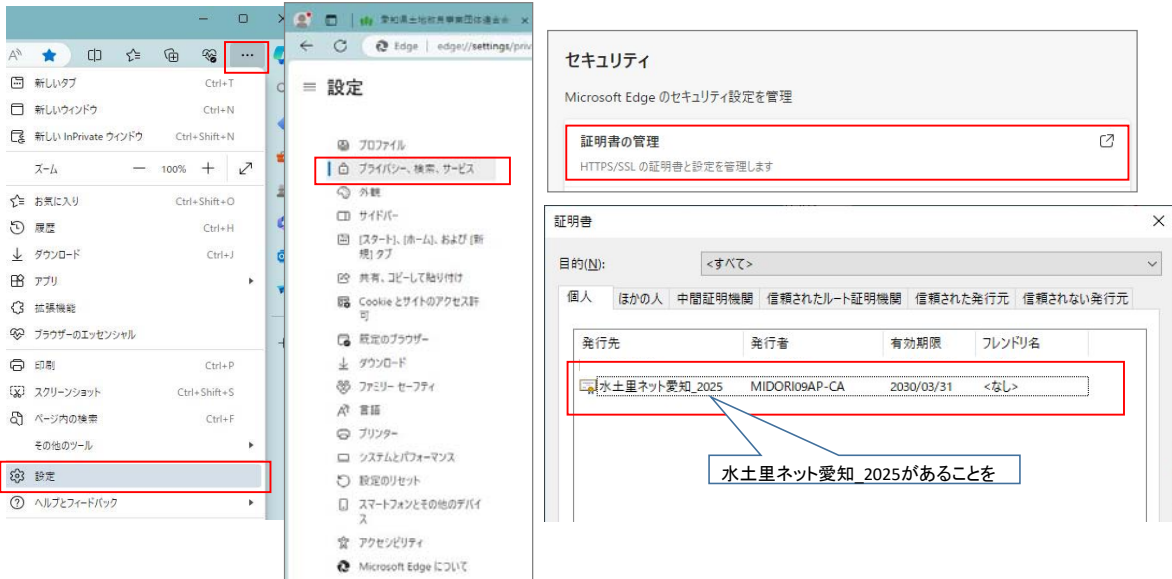 A
新しいタブ Ctrl+T
新しいウィンドウ Ctrl+N
新しい InPrivate ウィンドウ Ctrl+Shift+N
ズーム 100%
お気に入り Ctrl+Shift+O
履歴 Ctrl+H
ダウンロード Ctrl+J
アプリ
拡張機能
ブラウザーのエッセンシャル
印刷 Ctrl+P
スクリーンショット Ctrl+Shift+S
ページ内の検索 Ctrl+F
その他のツール
設定
ヘルプとフィードバック
愛知県土地改良事業団体連合会
Edge edge://settings/priv
設定
プロファイル
プライバシー、検索、サービス
外観
サイドバー
[スタート]、[ホーム]、および [新
規] タブ
共有、コピーして貼り付け
Cookie とサイトのアクセス許
可
既定のブラウザー
ダウンロード
ファミリー セーフティ
言語
プリンター
システムとパフォーマンス
設定のリセット
スマートフォンとその他のデバイ
ス
アクセシビリティ
Microsoft Edge について
セキュリティ
Microsoft Edge のセキュリティ設定を管理
証明書の管理
HTTPS/SSL の証明書と設定を管理します
証明書
目的(N): <すべて>
個人 ほかの人 中間証明機関 信頼されたルート証明機関 信頼された発行元 信頼されない発行元
発行先 発行者 有効期限 フレンドリ名
水土里ネット愛知_2025 MIDORI09AP-CA 2030/03/31 <なし>
水土里ネット愛知_2025があることを